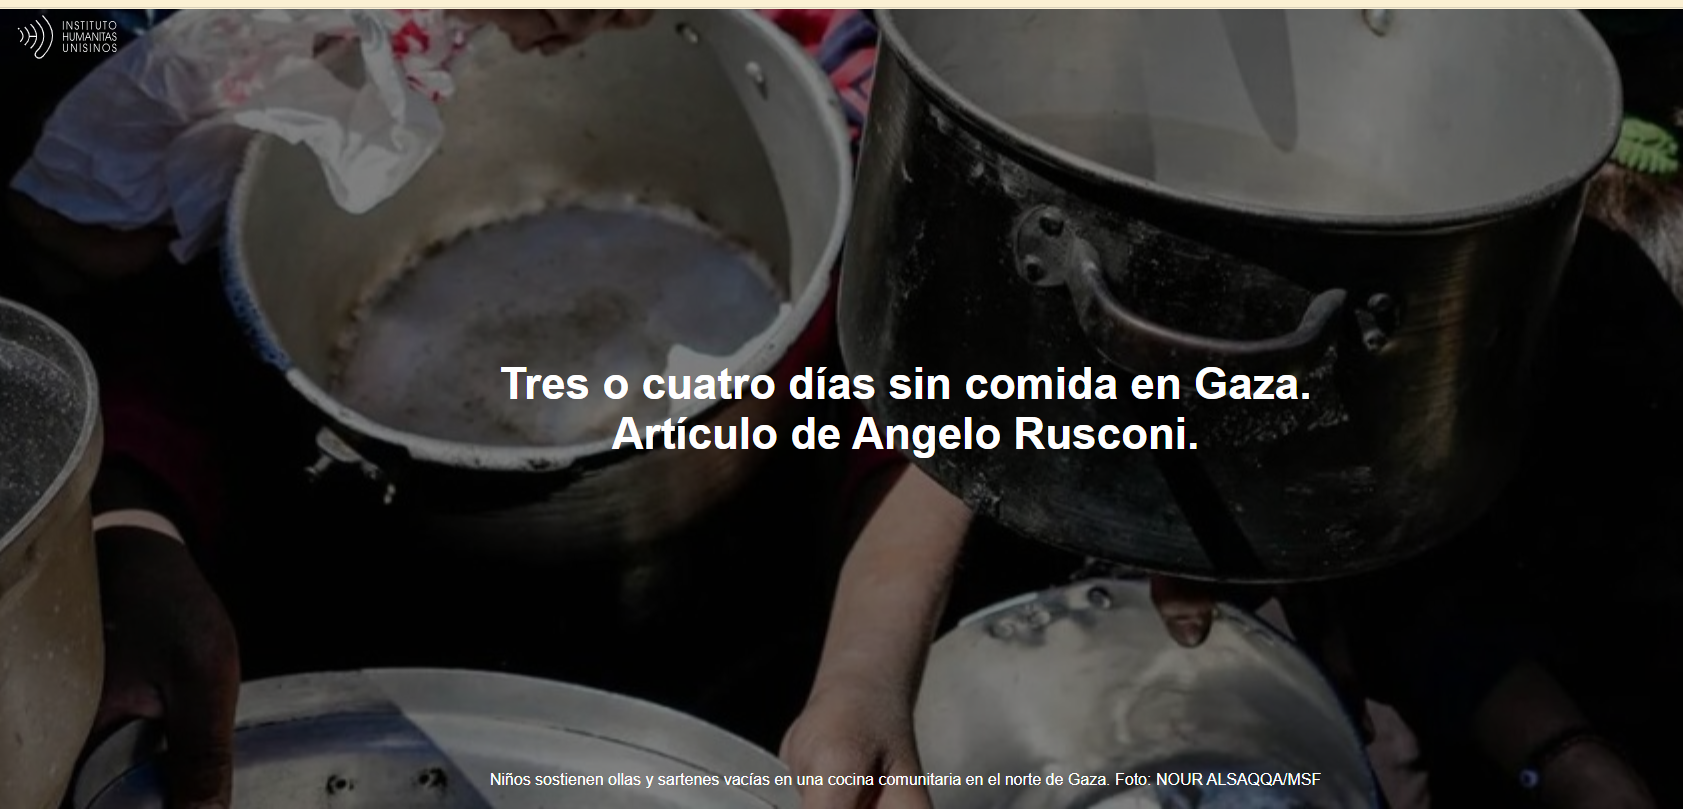 INSTITUTO
HUMANITAS
UNISINOS
Tres o cuatro días sin comida en Gaza.
Artículo de Angelo Rusconi.
Niños sostienen ollas y sartenes vacías en una cocina comunitaria en el norte de Gaza. Foto: NOUR ALSAQQA/MSF